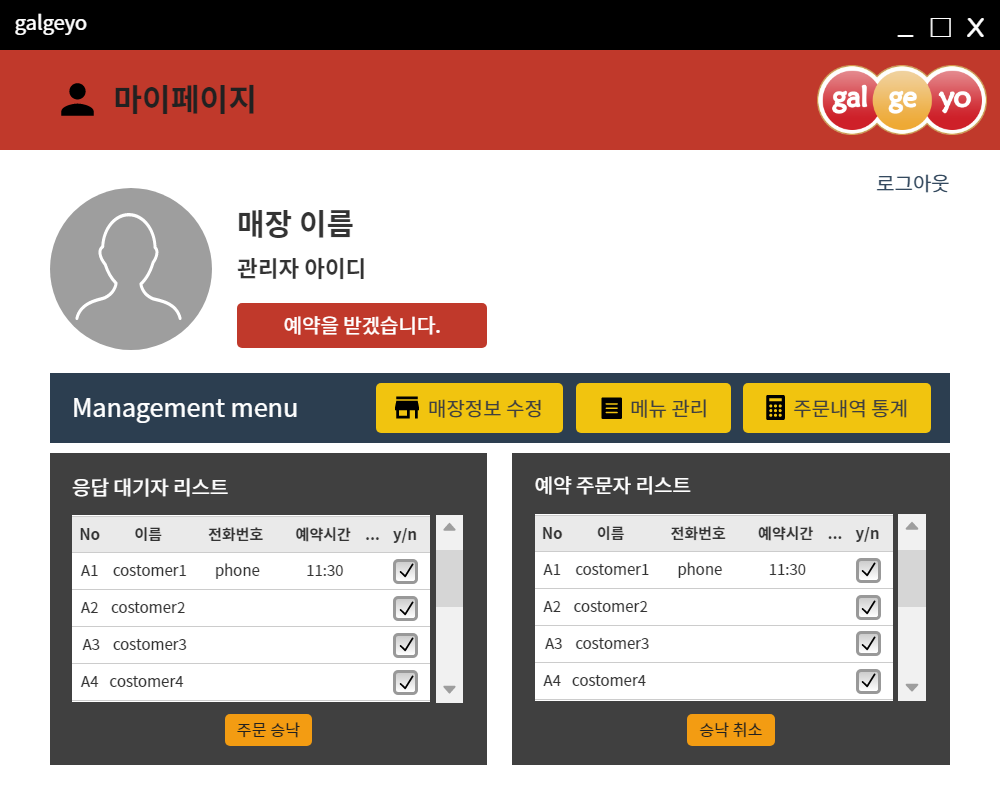 galgeyo
마이페이지
gal ge yo
로그아웃
매장 이름
관리자 아이디
예약을 받겠습니다.
Management menu
매장정보 수정
메뉴 관리
주문내역 통계
응답 대기자 리스트
No 이름 전화번호 예약시간 ... y/n
A1 costomer1 phone 11:30
A2 costomer2
A3 costomer3
A4 costomer4
주문 승낙
예약 주문자 리스트
No 이름 전화번호 예약시간 ... y/n
A1 costomer1 phone 11:30
A2 costomer2
A3 costomer3
A4 costomer4
승낙 취소